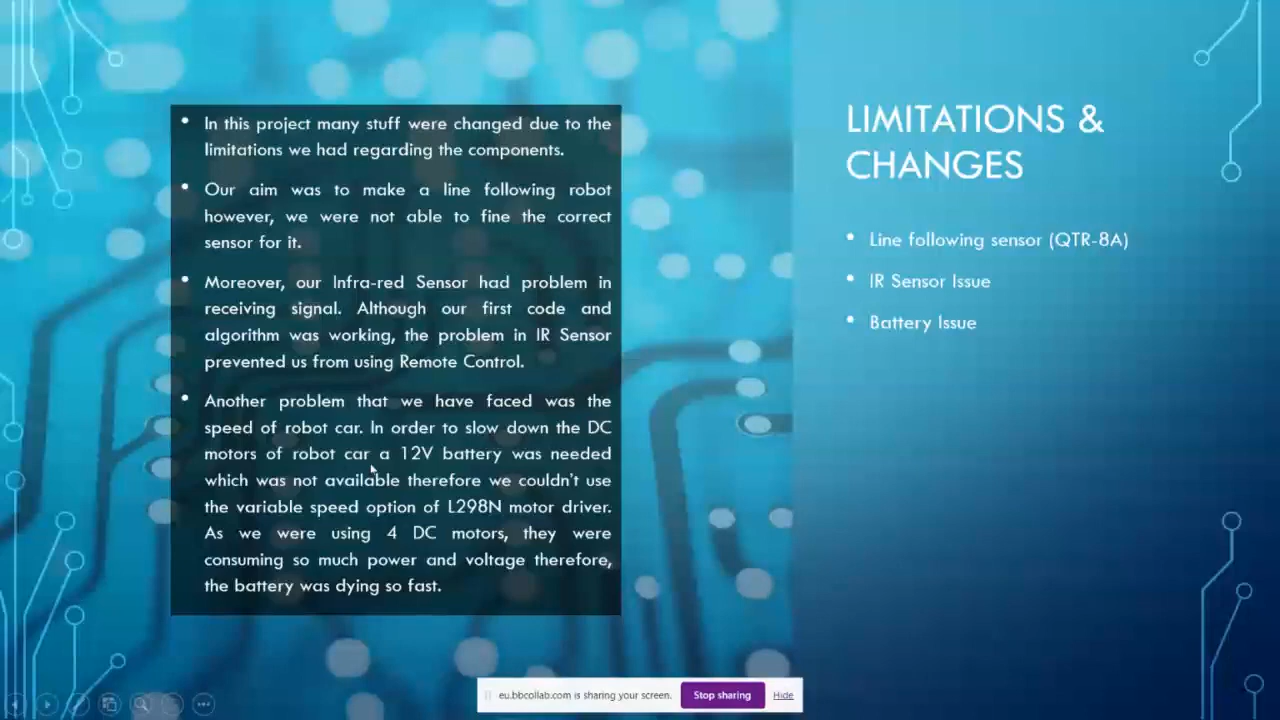 • In this project many stuff were changed due to the
limitations we had regarding the components.
• Our aim was to make a line following robot
however, we were not able to fine the correct
sensor for it.
• Moreover, our Infra-red Sensor had problem in
receiving signal. Although our first code and
algorithm was working, the problem in IR Sensor
prevented us from using Remote Control.
• Another problem that we have faced was the
speed of robot car. In order to slow down the DC
motors of robot car a 12V battery was needed
which was not available therefore we couldn't use
the variable speed option of L298N motor driver.
As we were using 4 DC motors, they were
consuming so much power and voltage therefore,
the battery was dying so fast.
LIMITATIONS &
CHANGES
• Line following sensor (QTR-8A)
• IR Sensor Issue
• Battery Issue
eu.bbcollab.com is sharing your screen. Stop sharing Hide